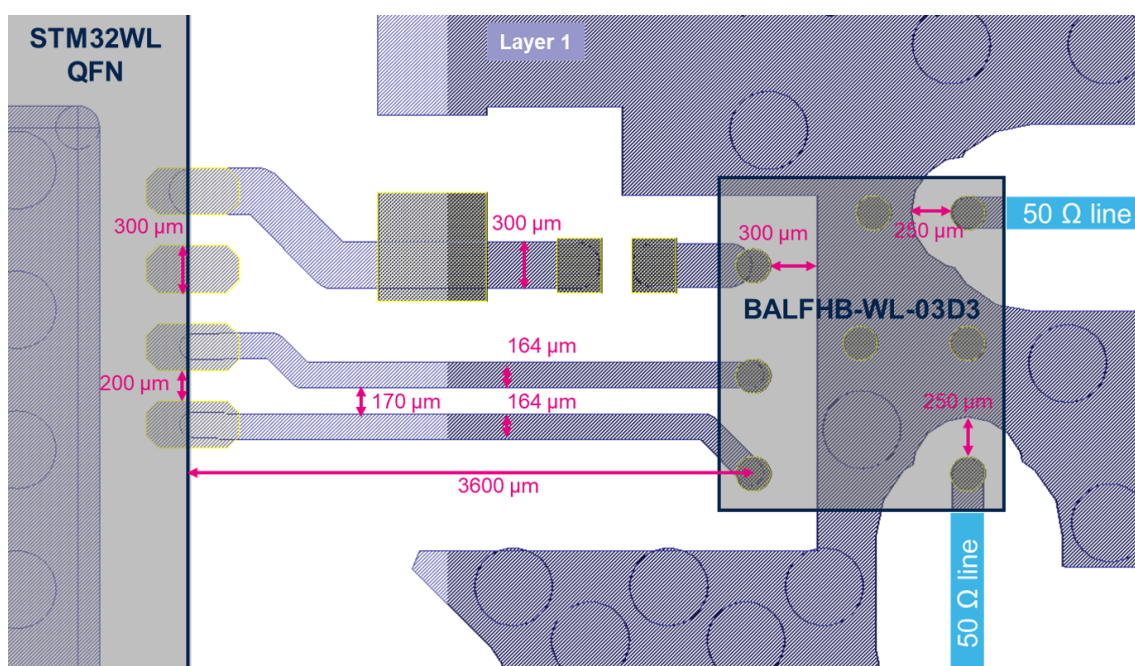 STM32WL
QFN
Layer 1
300 µm
300 µm
300 µm
250 µm
50 Ω line
BALFHB-WL-03D3
164 µm
200 µm
170 µm
164 µm
250 µm
3600 µm
50 Ω line